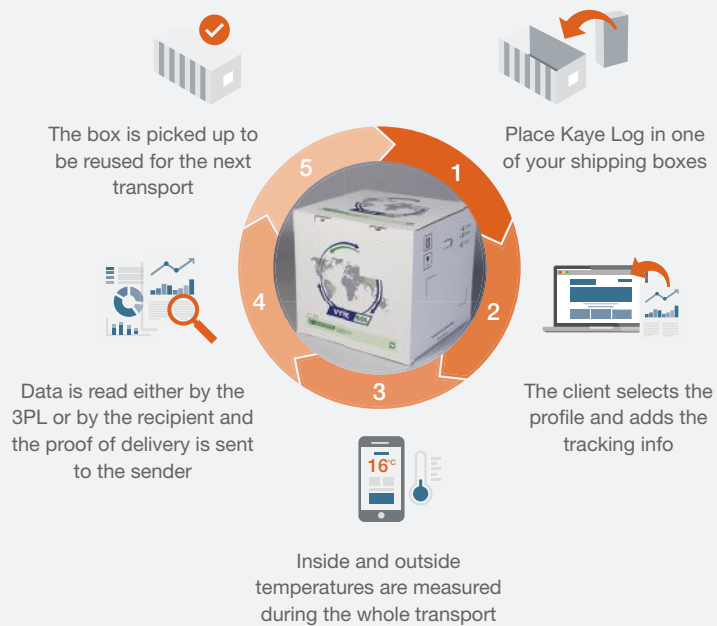 1
Place Kaye Log in one
of your shipping boxes
2
The client selects the
profile and adds the
tracking info
3
16°C
Inside and outside
temperatures are measured
during the whole transport
4
Data is read either by the
3PL or by the recipient and
the proof of delivery is sent
to the sender
5
The box is picked up to
be reused for the next
transport